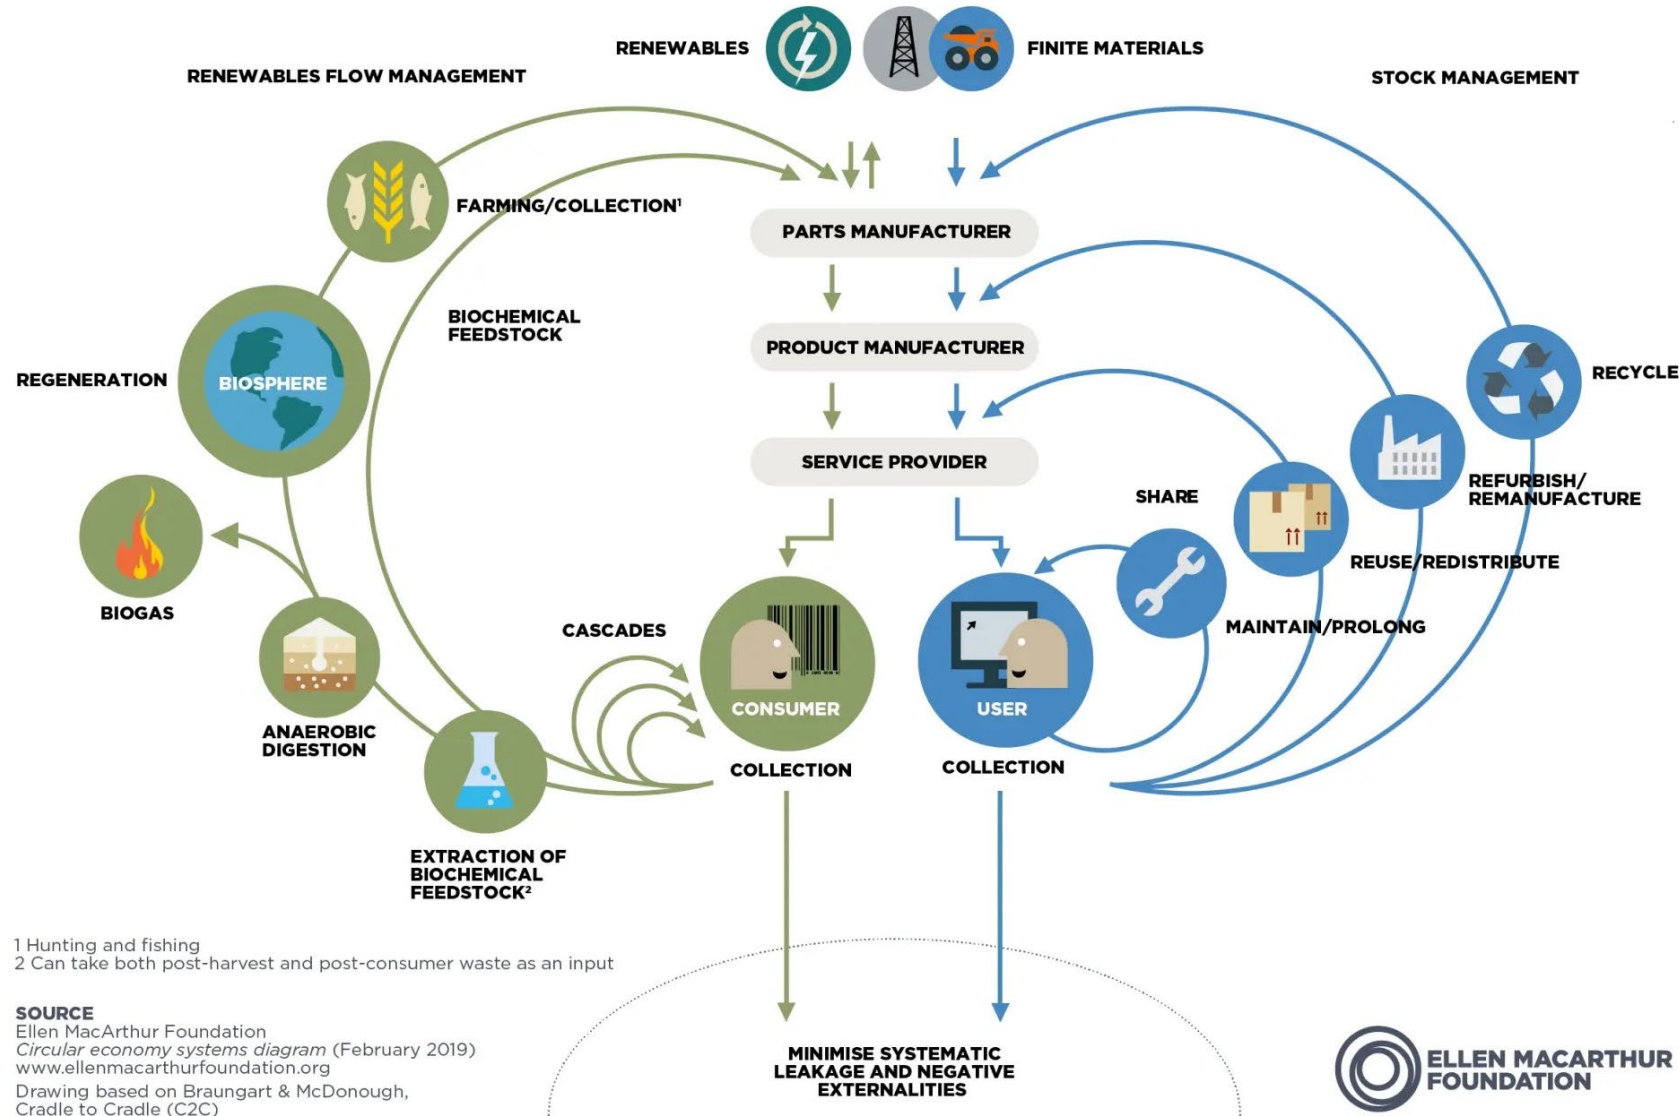 RENEWABLES
FINITE MATERIALS
RENEWABLES FLOW MANAGEMENT
STOCK MANAGEMENT
FARMING/COLLECTION¹
PARTS MANUFACTURER
BIOCHEMICAL
FEEDSTOCK
PRODUCT MANUFACTURER
REGENERATION
BIOSPHERE
RECYCLE
SERVICE PROVIDER
SHARE
REFURBISH/
REMANUFACTURE
REUSE/REDISTRIBUTE
BIOGAS
CASCADES
MAINTAIN/PROLONG
CONSUMER
USER
ANAEROBIC
DIGESTION
COLLECTION
COLLECTION
EXTRACTION OF
BIOCHEMICAL
FEEDSTOCK²
1 Hunting and fishing
2 Can take both post-harvest and post-consumer waste as an input
SOURCE
Ellen MacArthur Foundation
Circular economy systems diagram (February 2019)
www.ellenmacarthurfoundation.org
Drawing based on Braungart & McDonough,
Cradle to Cradle (C2C)
MINIMISE SYSTEMATIC
LEAKAGE AND NEGATIVE
EXTERNALITIES
ELLEN MACARTHUR
FOUNDATION